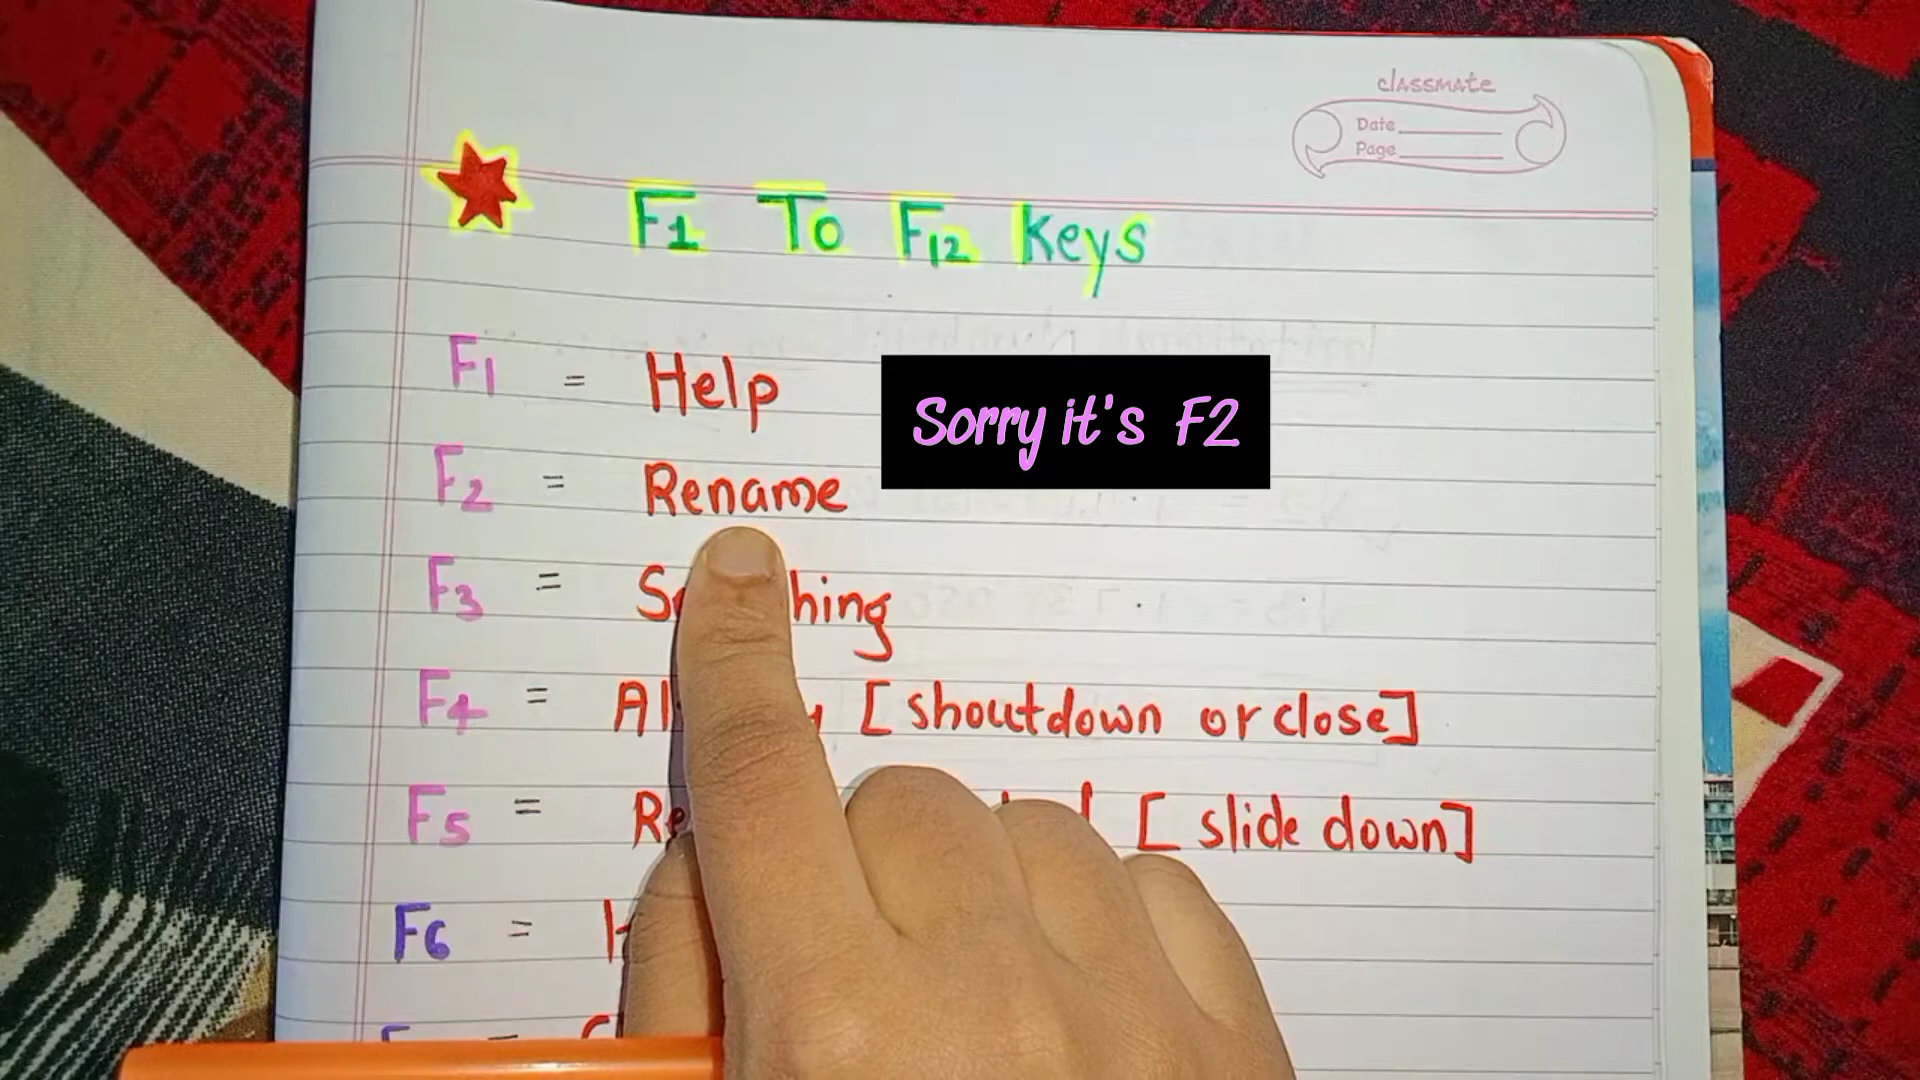 classmate
Date
Page
F1 To F12 Keys
F1 = Help
Sorry it's F2
F2 = Rename
F3 =
F4 = [shoutdown or close]
F5 = [slide down]
F6 =